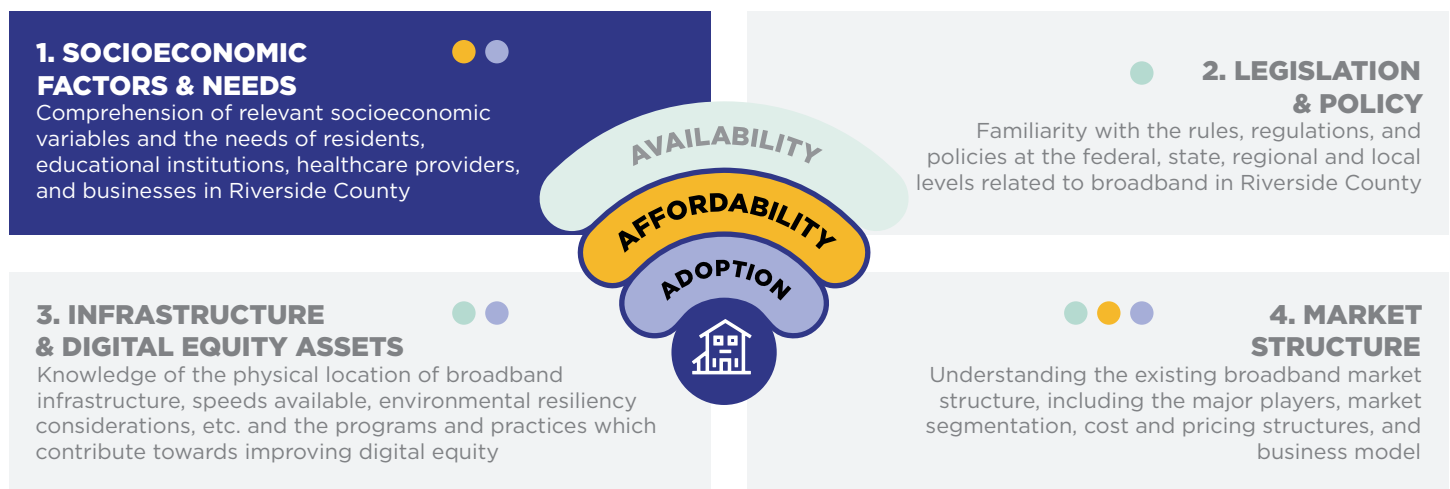 1. SOCIOECONOMIC
FACTORS & NEEDS
Comprehension of relevant socioeconomic
variables and the needs of residents,
educational institutions, healthcare providers,
and businesses in Riverside County
2. LEGISLATION
& POLICY
Familiarity with the rules, regulations, and
policies at the federal, state, regional and local
levels related to broadband in Riverside County
AVAILABILITY
AFFORDABILITY
ADOPTION
3. INFRASTRUCTURE
& DIGITAL EQUITY ASSETS
Knowledge of the physical location of broadband
infrastructure, speeds available, environmental resiliency
considerations, etc. and the programs and practices which
contribute towards improving digital equity
4. MARKET
STRUCTURE
Understanding the existing broadband market
structure, including the major players, market
segmentation, cost and pricing structures, and
business model